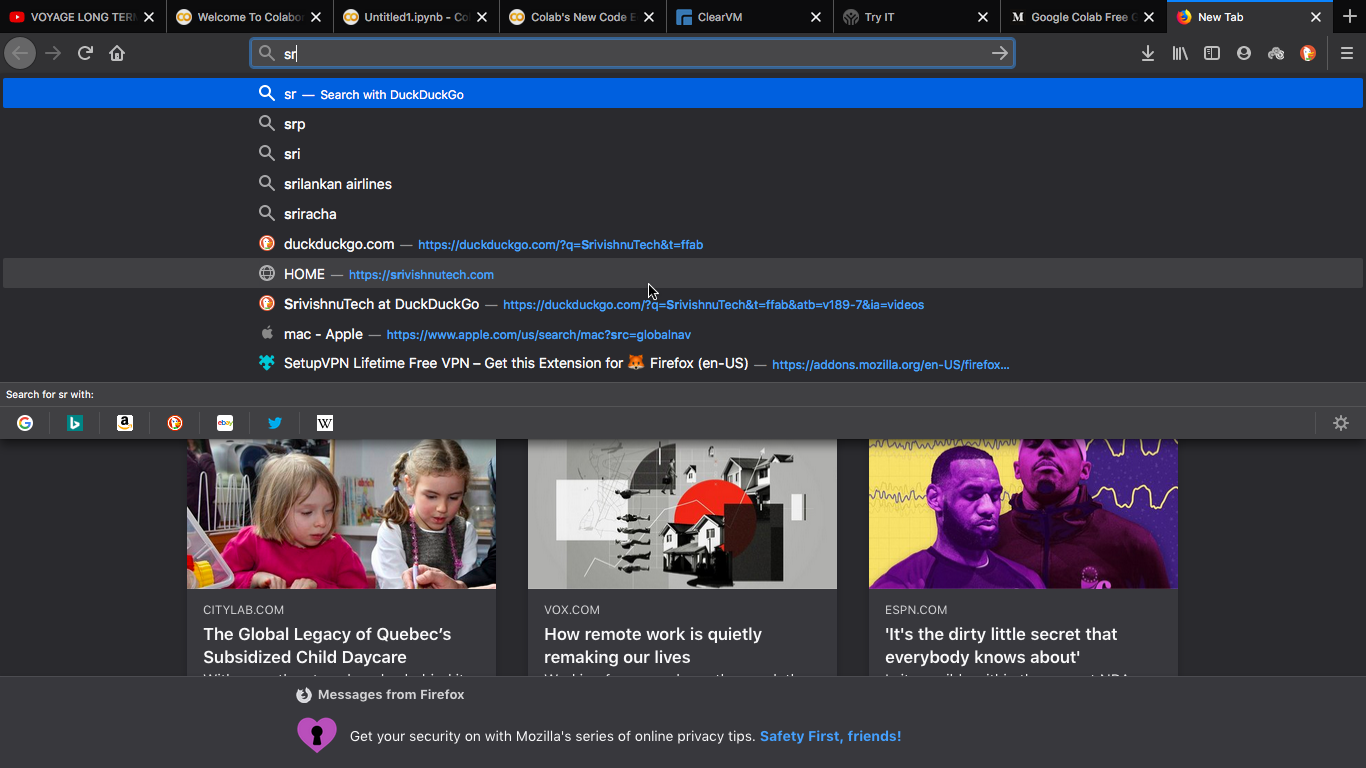 VOYAGE LONG TERM
Welcome To Colabor
Untitled1.ipynb - Co
Colab's New Code E
ClearVM
Try IT
Google Colab Free
New Tab
sr
sr — Search with DuckDuckGo
srp
sri
srilankan airlines
sriracha
duckduckgo.com — https://duckduckgo.com/?q=SrivishnuTech&t=ffab
HOME — https://srivishnutech.com
SrivishnuTech at DuckDuckGo — https://duckduckgo.com/?q=SrivishnuTech&t=ffab&atb=v189-7&ia=videos
mac - Apple — https://www.apple.com/us/search/mac?src=globalnav
SetupVPN Lifetime Free VPN – Get this Extension for 🦊 Firefox (en-US) — https://addons.mozilla.org/en-US/firefox...
Search for sr with:
CITYLAB.COM
The Global Legacy of Quebec's
Subsidized Child Daycare
VOX.COM
How remote work is quietly
remaking our lives
ESPN.COM
'It's the dirty little secret that
everybody knows about'
Messages from Firefox
Get your security on with Mozilla's series of online privacy tips. Safety First, friends!